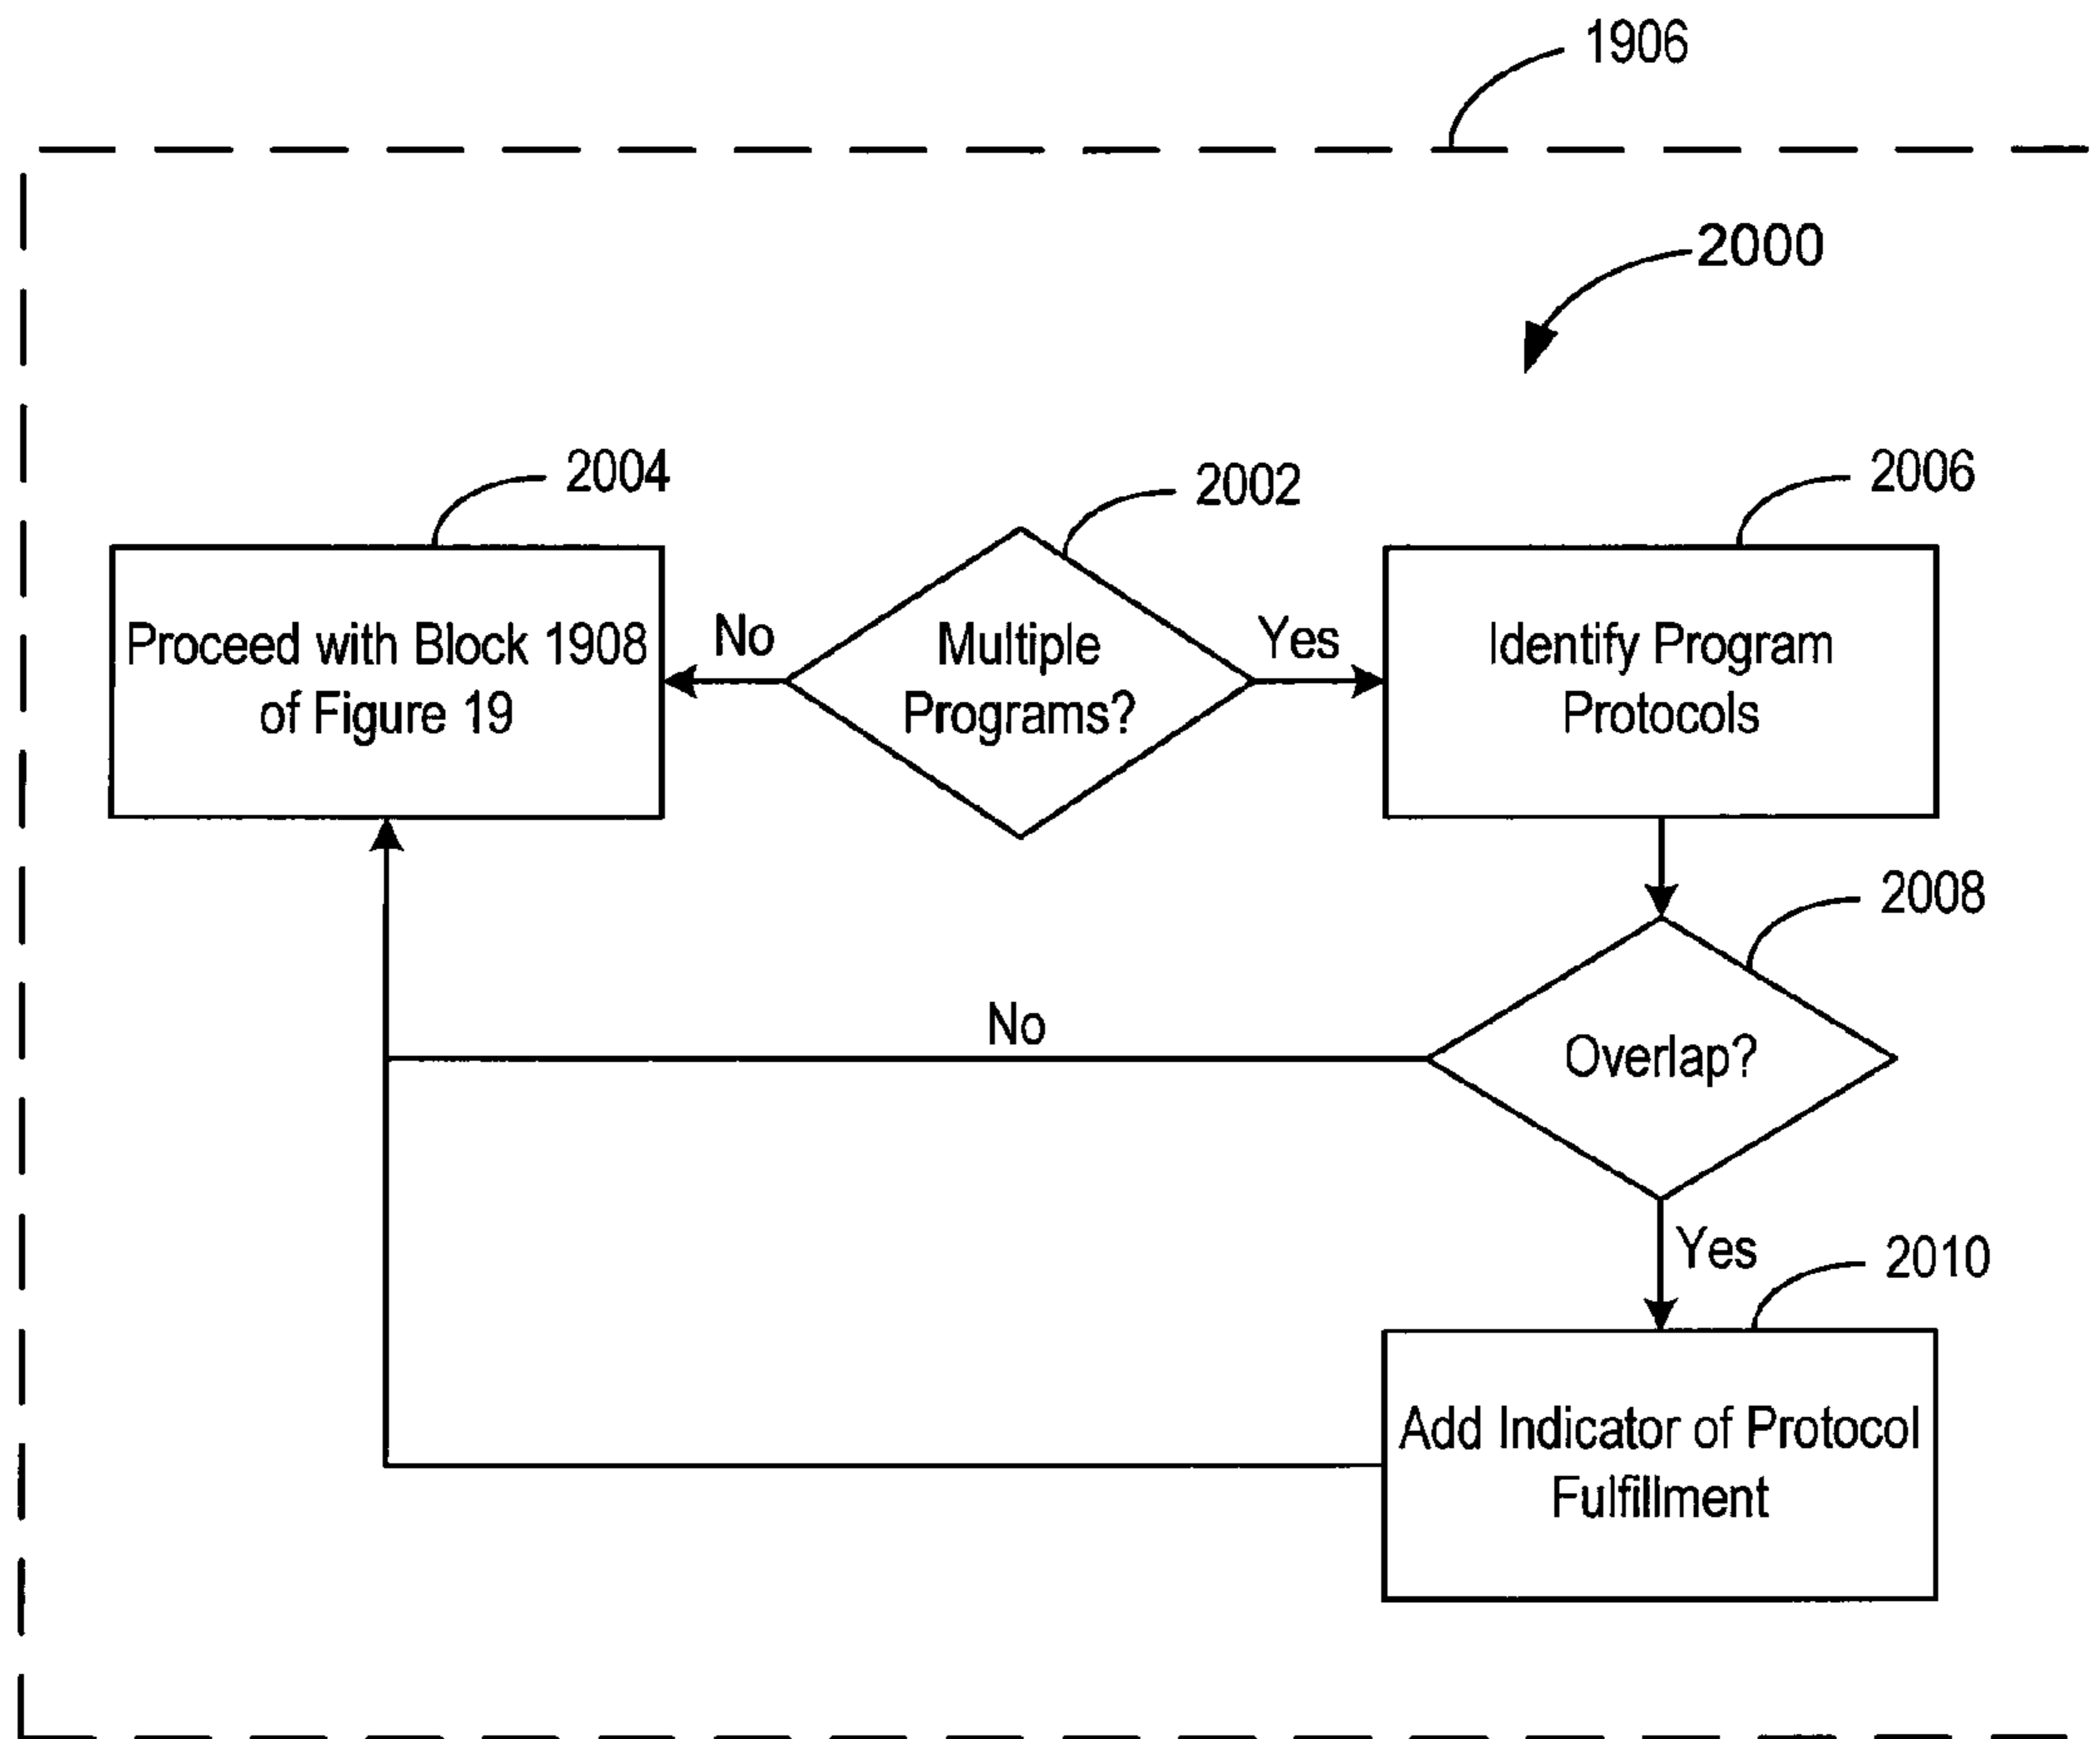 1906
2000
2004
2002
2006
Proceed with Block 1908
of Figure 19
No
Multiple
Programs?
Yes
Identify Program
Protocols
2008
No
Overlap?
Yes
2010
Add Indicator of Protocol
Fulfillment